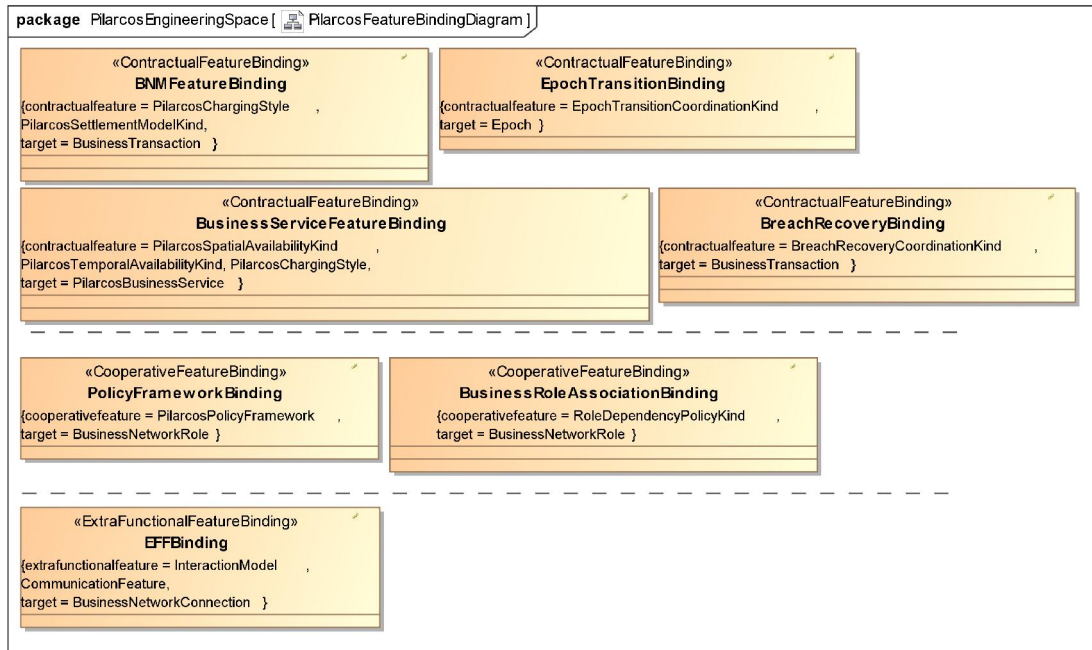 package PilarcosEngineeringSpace [ PilarcosFeatureBindingDiagram ]
«ContractualFeatureBinding»
BNMFeatureBinding
{contractualfeature = PilarcosChargingStyle ,
PilarcosSettlementModelKind,
target = BusinessTransaction }
«ContractualFeatureBinding»
EpochTransitionBinding
{contractualfeature = EpochTransitionCoordinationKind ,
target = Epoch }
«ContractualFeatureBinding»
BusinessServiceFeatureBinding
{contractualfeature = PilarcosSpatialAvailabilityKind ,
PilarcosTemporalAvailabilityKind, PilarcosChargingStyle,
target = PilarcosBusinessService }
«ContractualFeatureBinding»
BreachRecoveryBinding
{contractualfeature = BreachRecoveryCoordinationKind ,
target = BusinessTransaction }
«CooperativeFeatureBinding»
PolicyFrameworkBinding
{cooperativefeature = PilarcosPolicyFramework ,
target = BusinessNetworkRole }
«CooperativeFeatureBinding»
BusinessRoleAssociationBinding
{cooperativefeature = RoleDependencyPolicyKind ,
target = BusinessNetworkRole }
«ExtraFunctionalFeatureBinding»
EFFBinding
{extrafunctionalfeature = InteractionModel ,
CommunicationFeature,
target = BusinessNetworkConnection }